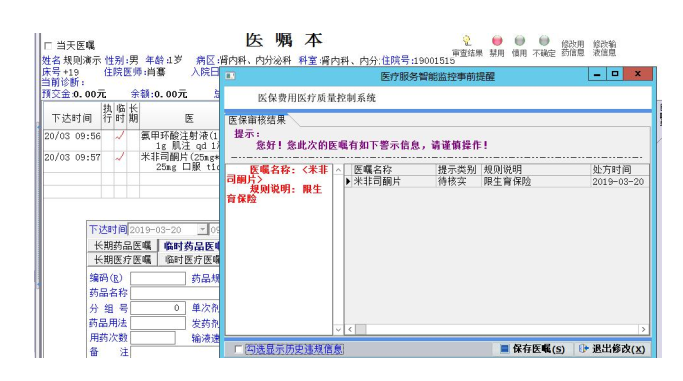 医 嘱 本
当天医嘱
审查结果 禁用 慎用 不确定 修改用药信息 修改输液信息
姓名 规则演示 性别:男 年龄:1岁 病区:肾内科、内分泌科 科室:肾内科、内分;住院号:19001515
床号 +19 住院医师:肖骞 入院日
当前诊断:
预交金:0.00元 余额:0.00元 总
下达时间 执行 临时 长期 医
20/03 09:56 氨甲环酸注射液(1
1g 肌注 qd 1
20/03 09:57 米非司酮片(25mg*
25mg 口服 tid
下达时间 2019-03-20 09
长期药品医嘱 临时药品医嘱
长期医疗医嘱 临时医疗医嘱
编码(R) 药品规
药品名称
分 组 号 0 单次剂
药品用法 发药剂
用药次数 输液速
备 注
医疗服务智能监控事前提醒
医保费用医疗质量控制系统
医保审核结果
提示:
您好!您此次的医嘱有如下警示信息,请谨慎操作!
医嘱名称:〈米非司酮片〉
规则说明:限生育保险
医嘱名称 提示类别 规则说明 处方时间
米非司酮片 待核实 限生育保险 2019-03-20
勾选显示历史违规信息
保存医嘱(S) 退出修改(X)